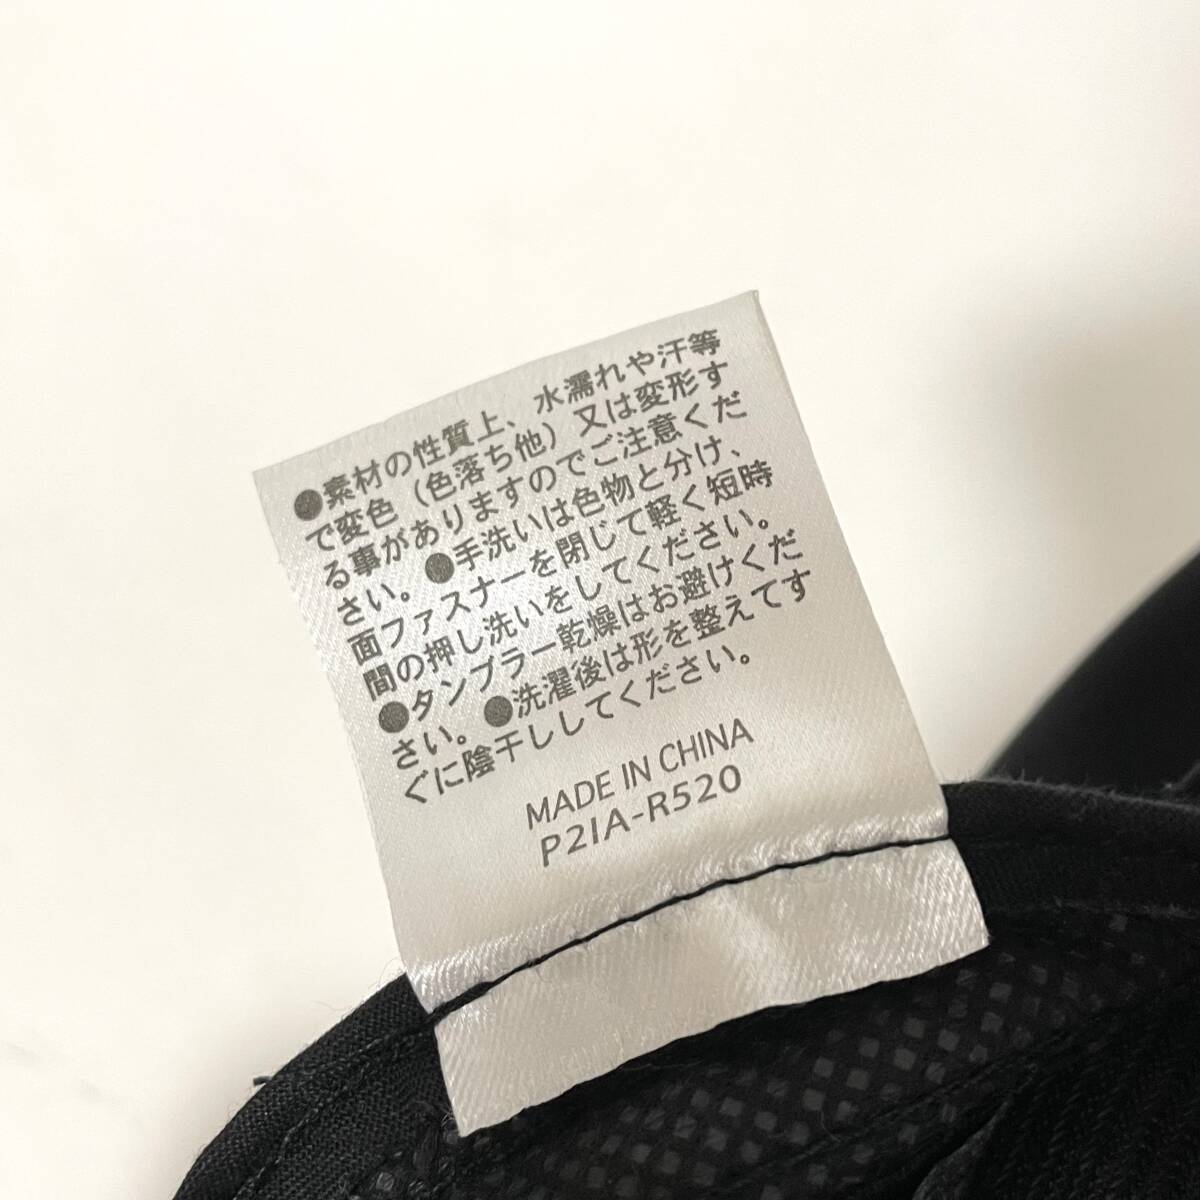 ●素材の性質上、水濡れや汗等
で変色（色落ち他）又は変形す
る事がありますのでご注意くだ
さい。●手洗いは色物と分け、
面ファスナーを閉じて軽く短時
間の押し洗いをしてください。
●タンブラー乾燥はお避けくだ
さい。●洗濯後は形を整えてす
ぐに陰干ししてください。
MADE IN CHINA
P21A-R520